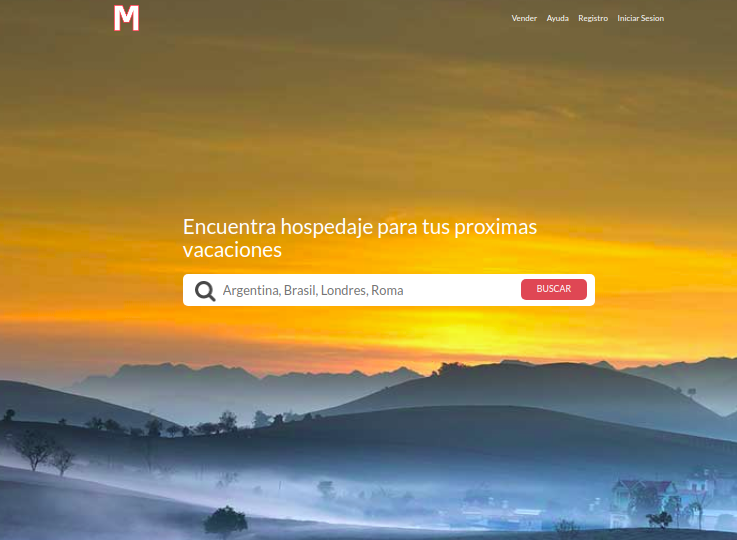 M
Vender Ayuda Registro Iniciar Sesion
Encuentra hospedaje para tus proximas
vacaciones
Argentina, Brasil, Londres, Roma
BUSCAR